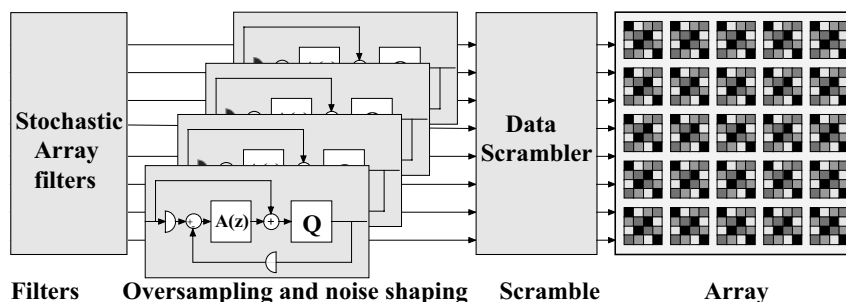 Stochastic
Array
filters
A(z)
+
-
+
Q
Data
Scrambler
Filters
Oversampling and noise shaping
Scramble
Array